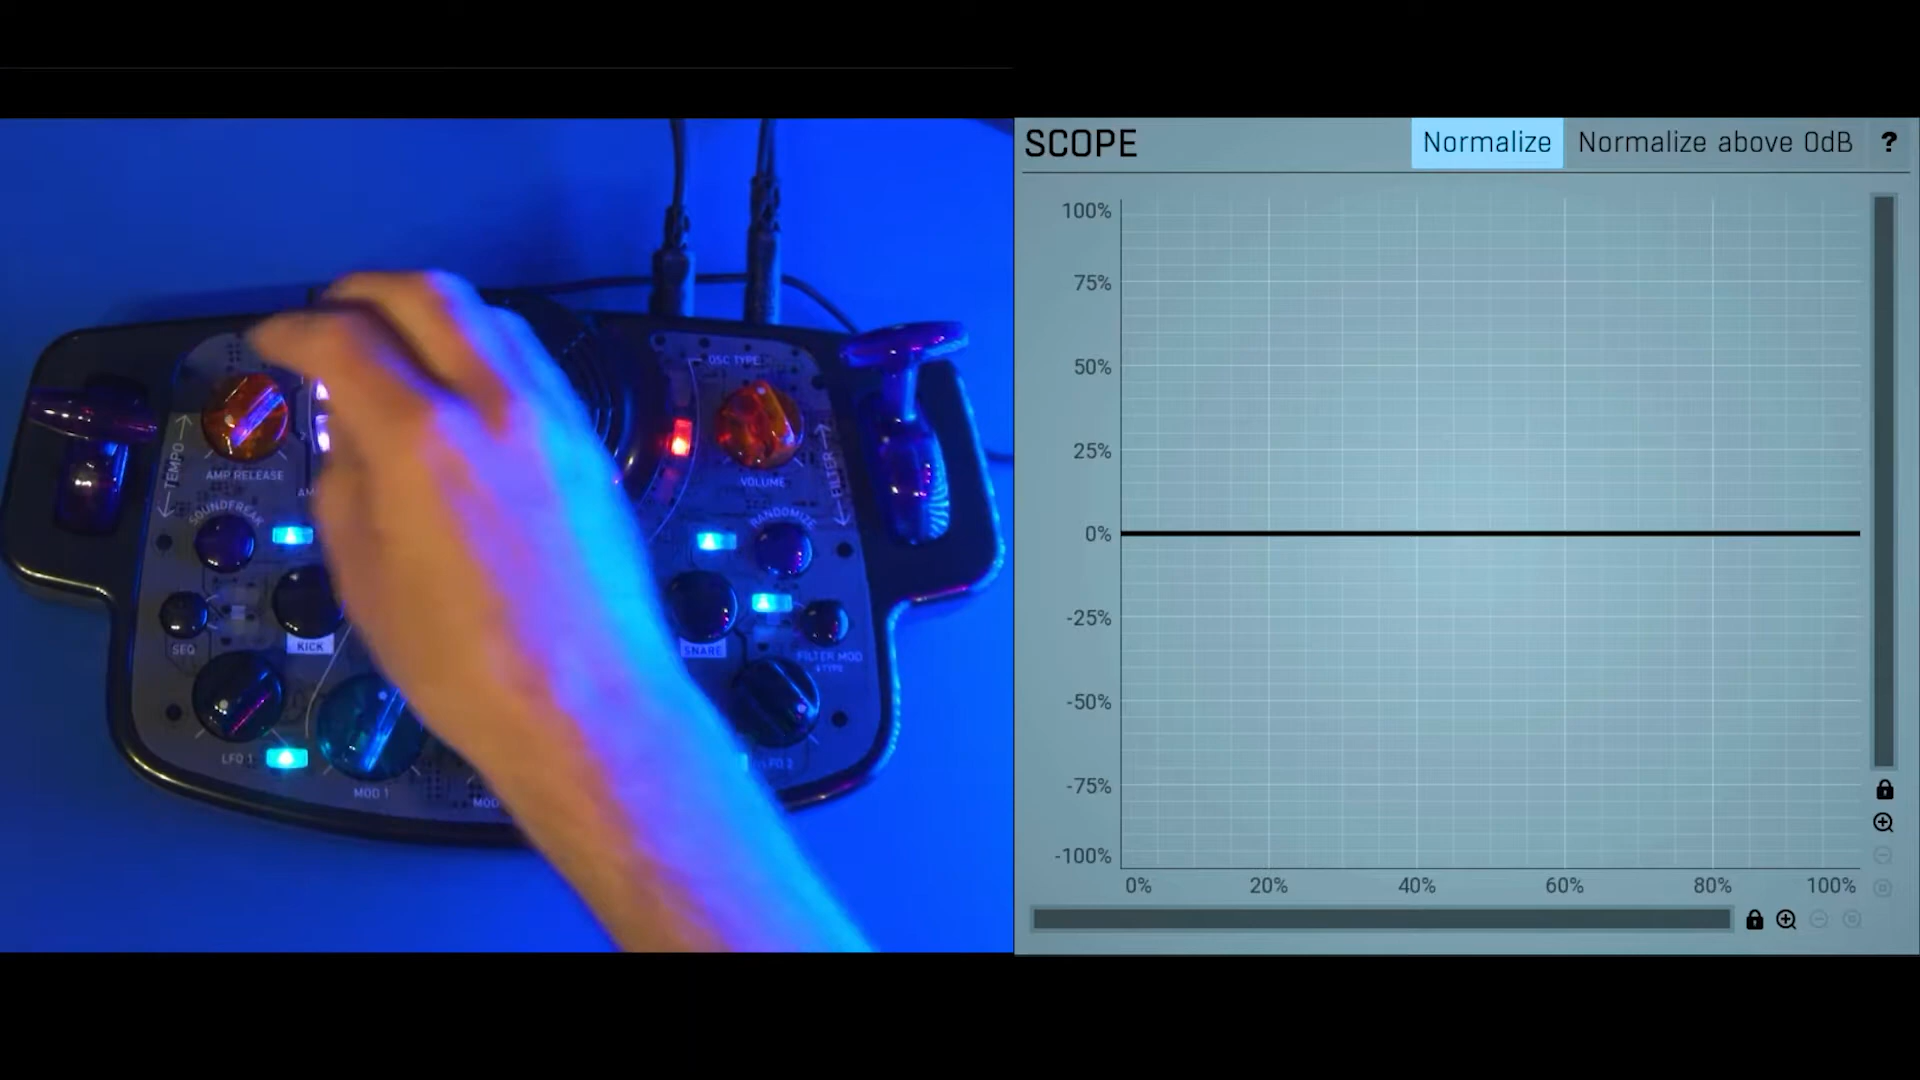 SCOPE
Normalize
Normalize above 0dB
?
100%
75%
50%
25%
0%
-25%
-50%
-75%
-100%
0%
20%
40%
60%
80%
100%
OSC TYPE
AMP RELEASE
TEMPO
VOLUME
FILTER
SOUNDFREAK
RANDOMIZE
SEQ
KICK
SNARE
FILTER MOD
+TYPE
LFO 1
MOD 1
MOD